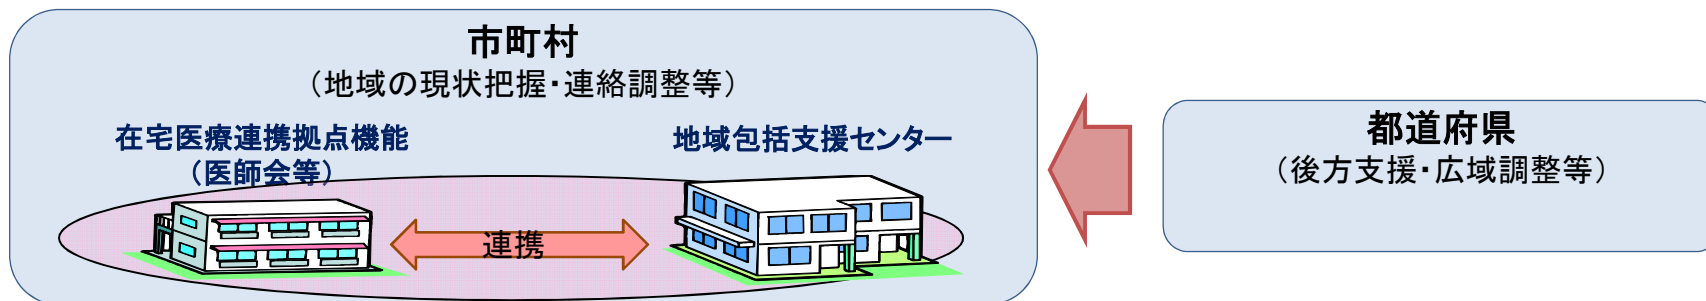 市町村
（地域の現状把握・連絡調整等）
在宅医療連携拠点機能
（医師会等）
地域包括支援センター
連携
都道府県
（後方支援・広域調整等）